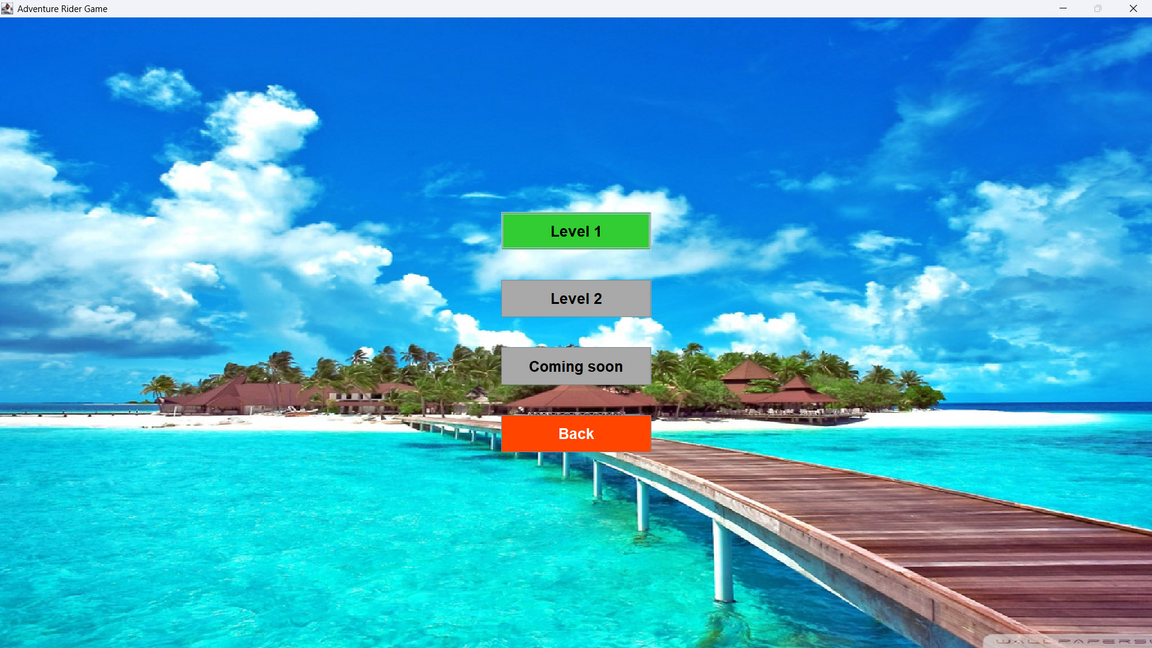 Adventure Rider Game
Level 1
Level 2
Coming soon
Back